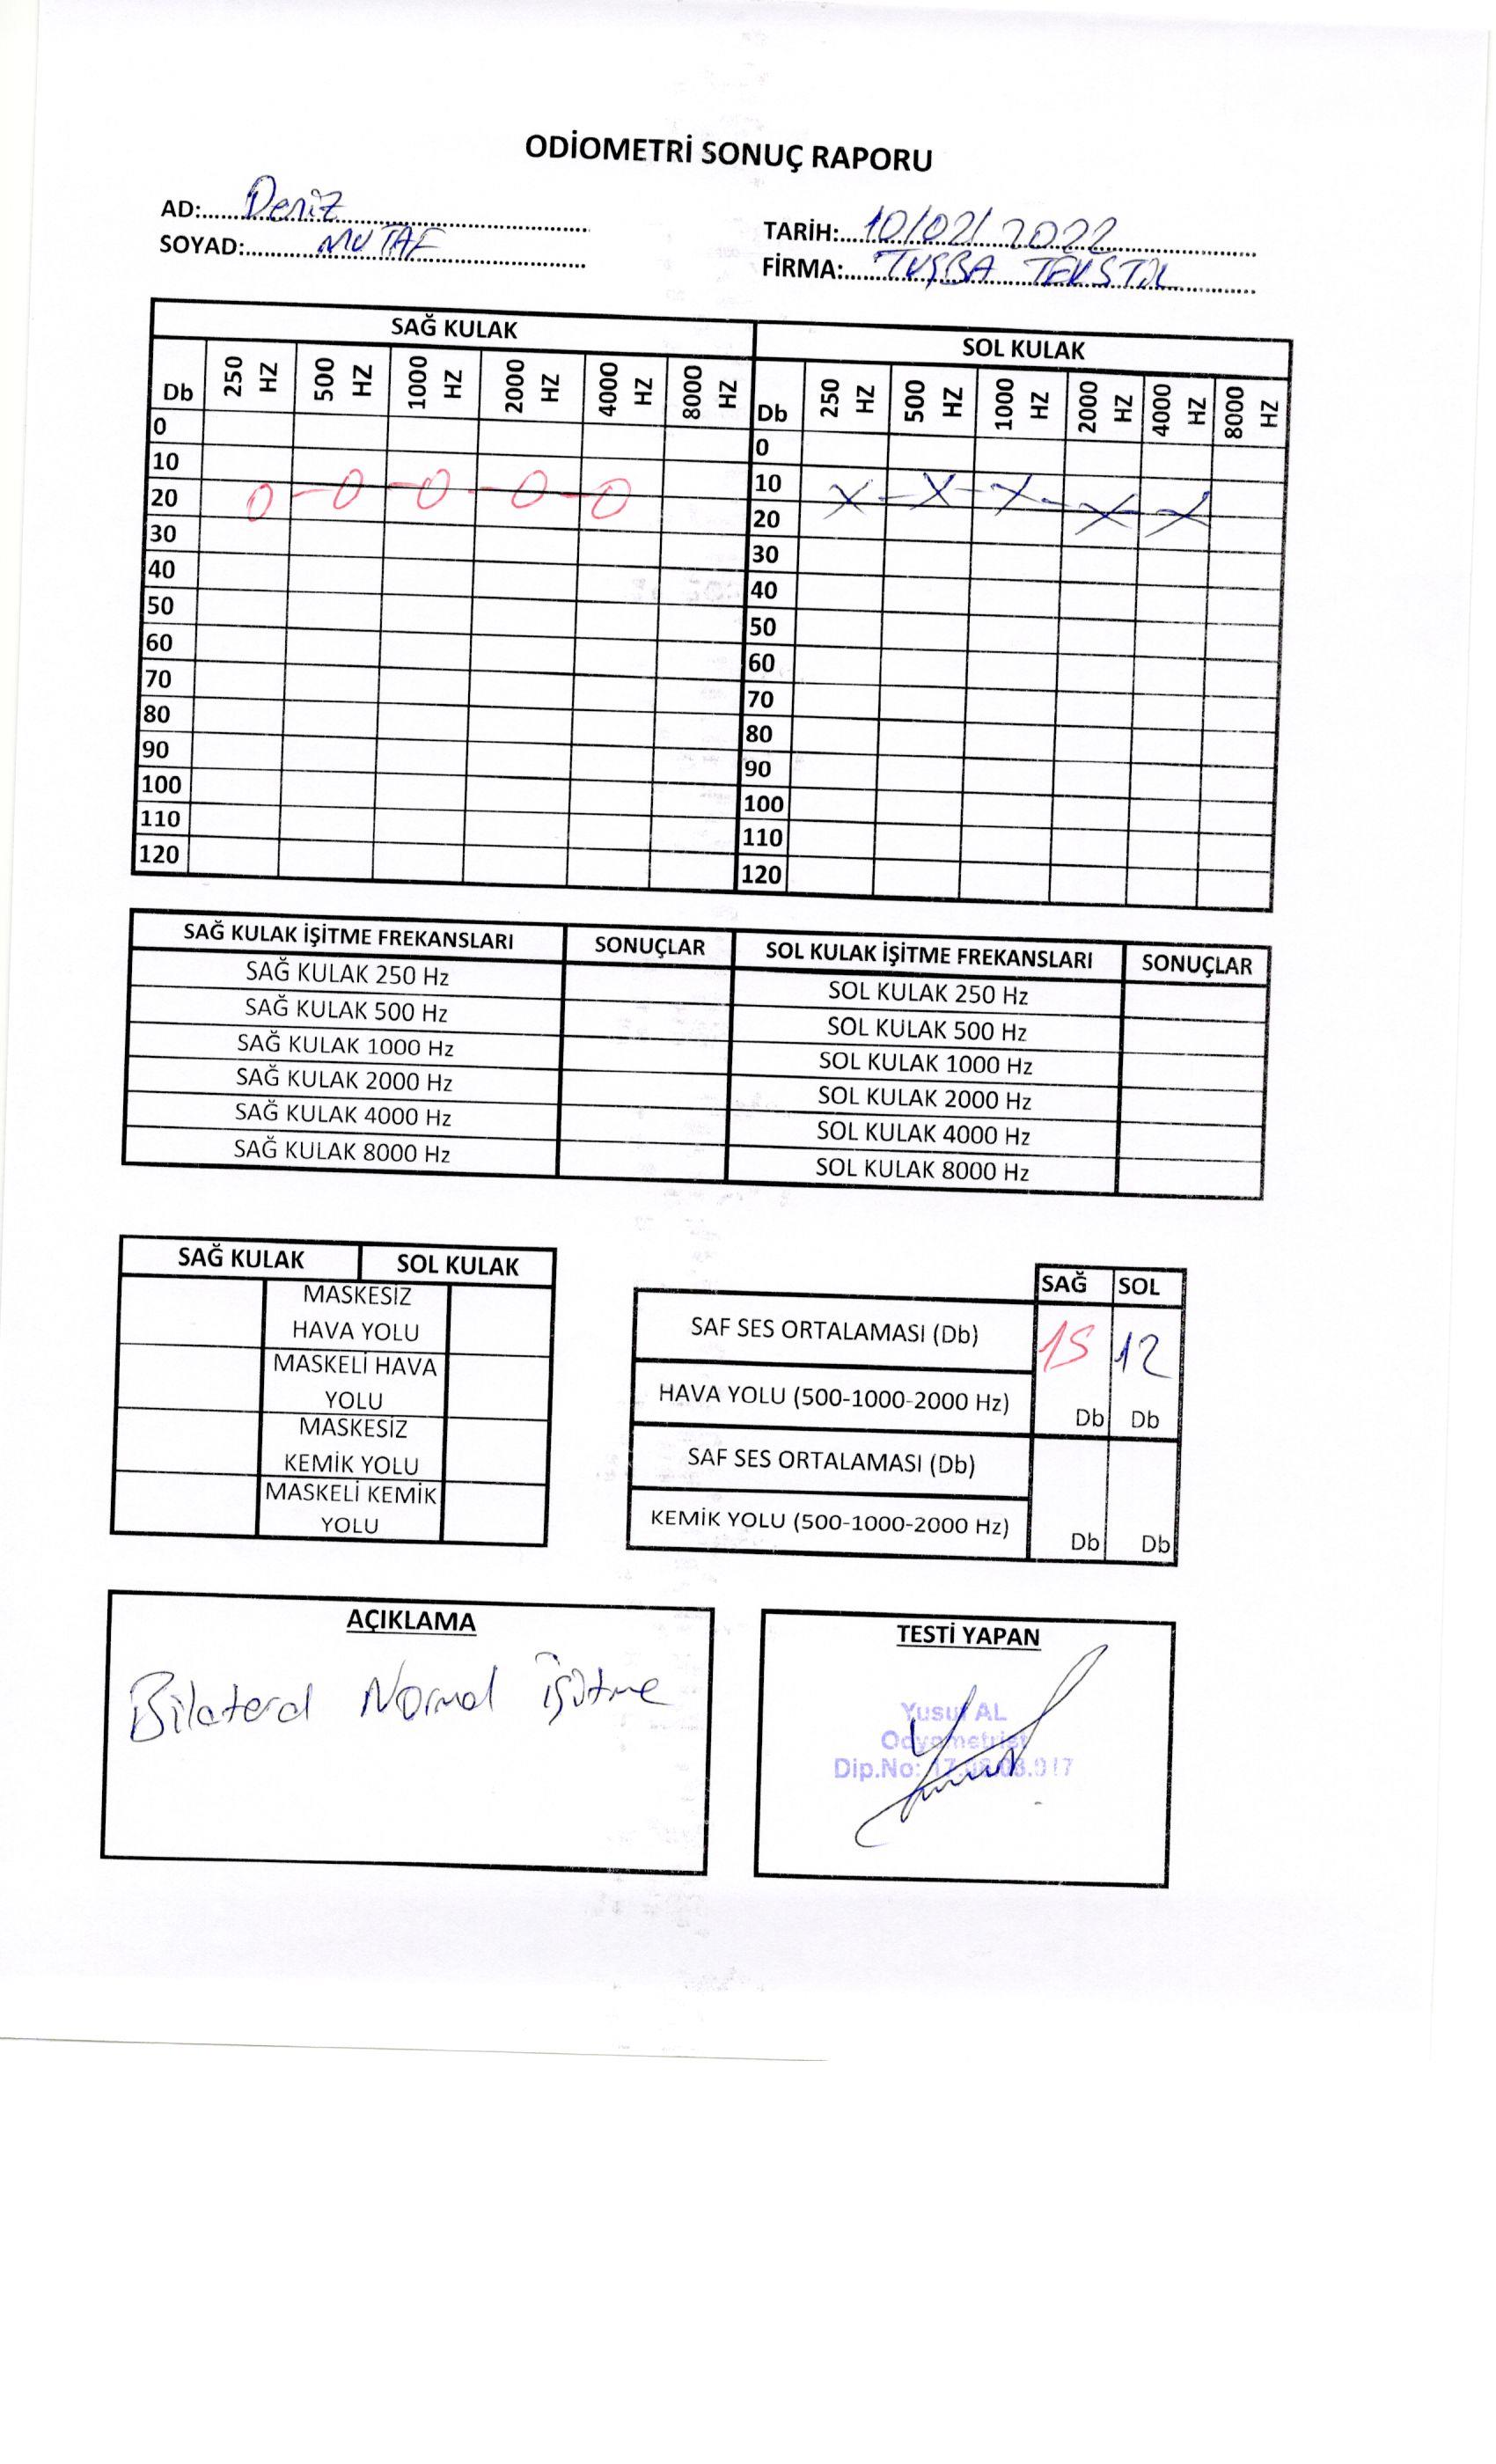 ODİOMETRİ SONUÇ RAPORU
AD: Deniz
SOYAD: MUTAF
TARİH: 10/02/2022
FİRMA: TUŞBA TEKSTİL
SAĞ KULAK SOL KULAK
Db 250 HZ 500 HZ 1000 HZ 2000 HZ 4000 HZ 8000 HZ Db 250 HZ 500 HZ 1000 HZ 2000 HZ 4000 HZ 8000 HZ
0 0
10 10
20 20
30 30
40 40
50 50
60 60
70 70
80 80
90 90
100 100
110 110
120 120
SAĞ KULAK İŞİTME FREKANSLARI SONUÇLAR SOL KULAK İŞİTME FREKANSLARI SONUÇLAR
SAĞ KULAK 250 Hz SOL KULAK 250 Hz
SAĞ KULAK 500 Hz SOL KULAK 500 Hz
SAĞ KULAK 1000 Hz SOL KULAK 1000 Hz
SAĞ KULAK 2000 Hz SOL KULAK 2000 Hz
SAĞ KULAK 4000 Hz SOL KULAK 4000 Hz
SAĞ KULAK 8000 Hz SOL KULAK 8000 Hz
SAĞ KULAK SOL KULAK
MASKESİZ
HAVA YOLU
MASKELİ HAVA
YOLU
MASKESİZ
KEMİK YOLU
MASKELİ KEMİK
YOLU
SAĞ SOL
SAF SES ORTALAMASI (Db) 15 12
HAVA YOLU (500-1000-2000 Hz) Db Db
SAF SES ORTALAMASI (Db)
KEMİK YOLU (500-1000-2000 Hz) Db Db
AÇIKLAMA
Bilateral Normal İşitme
TESTİ YAPAN
Yusuf AL
Odyometrist
Dip.No: